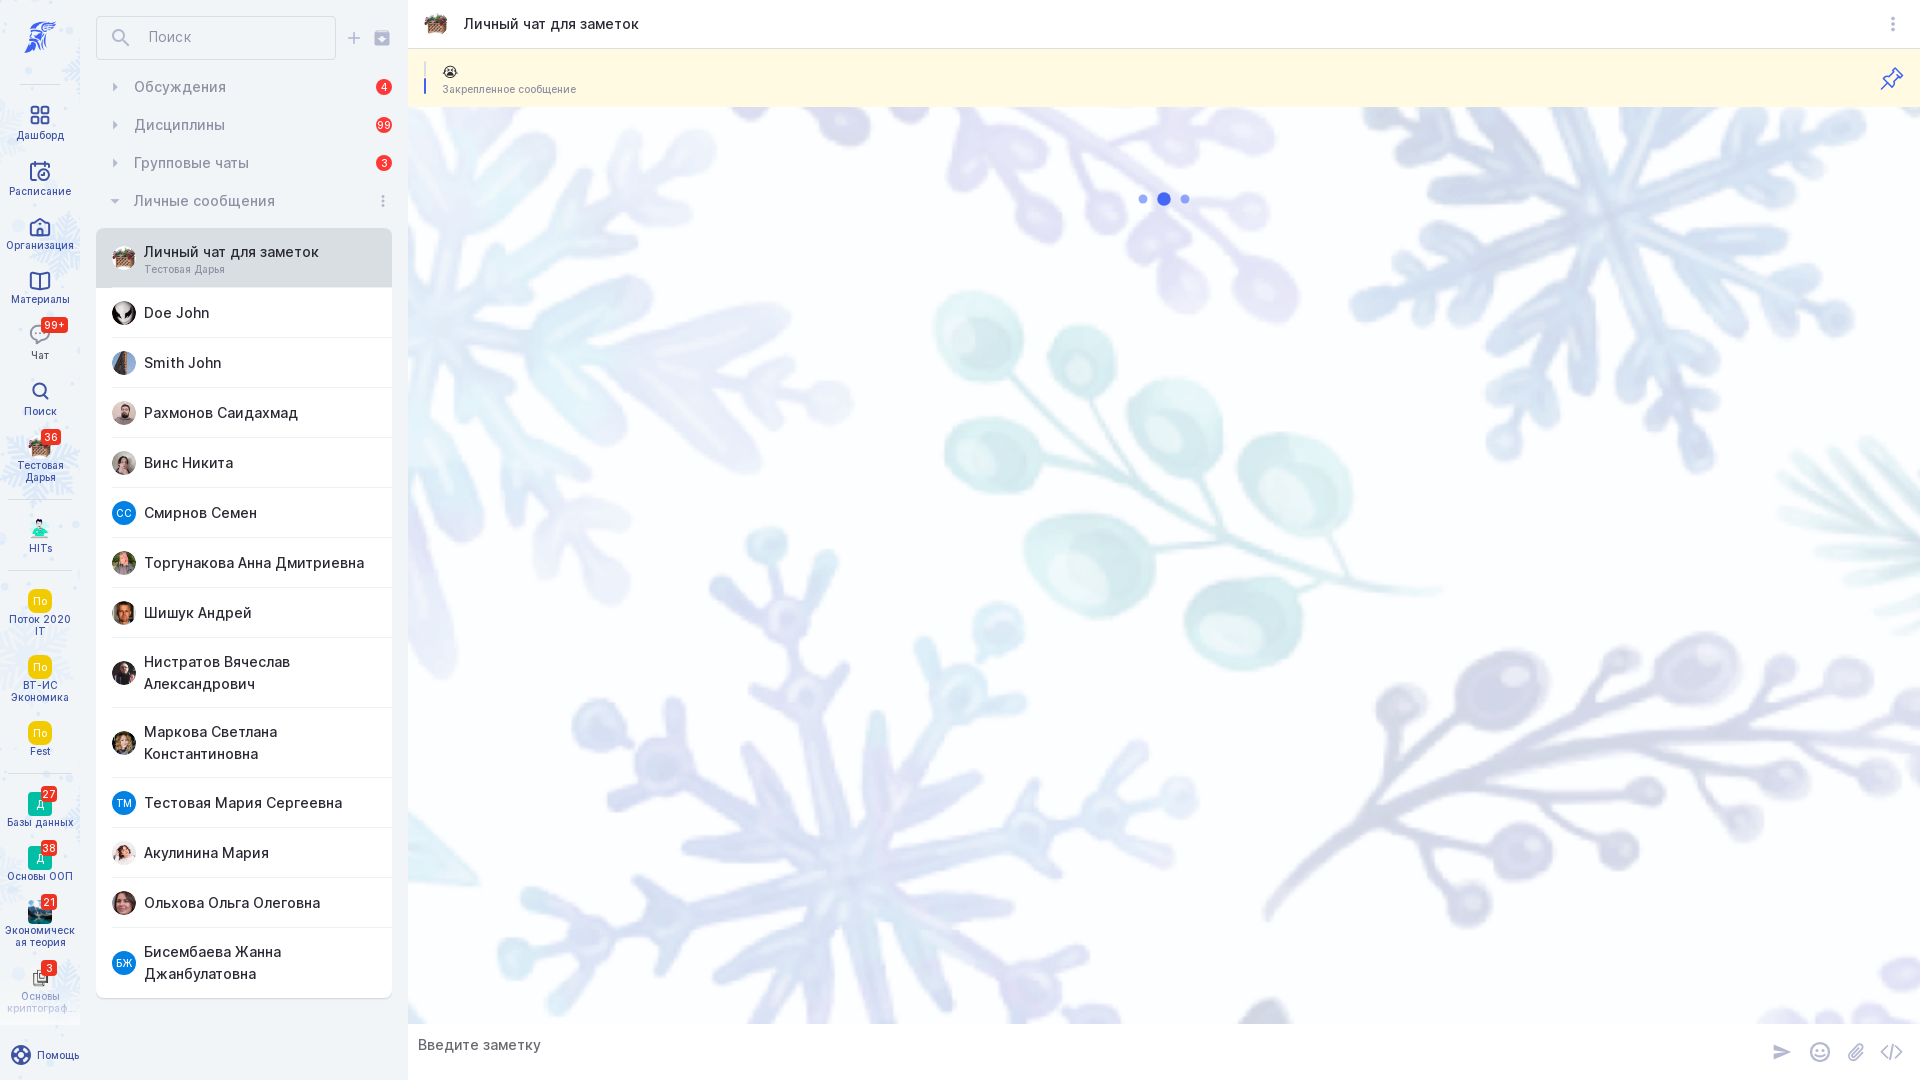 Дашборд
Расписание
Организация
Материалы
99+
Чат
Поиск
36
Тестовая
Дарья
HITs
По
Поток 2020
IT
По
ВТ-ИС
Экономика
По
Fest
27
Д
Базы данных
38
Д
Основы ООП
21
Экономическ
ая теория
3
Основы
криптограф...
Помощь
Поиск
Обсуждения
4
Дисциплины
99
Групповые чаты
3
Личные сообщения
Личный чат для заметок
Тестовая Дарья
Doe John
Smith John
Рахмонов Саидахмад
Винс Никита
СС
Смирнов Семен
Торгунакова Анна Дмитриевна
Шишук Андрей
Нистратов Вячеслав
Александрович
Маркова Светлана
Константиновна
ТМ
Тестовая Мария Сергеевна
Акулинина Мария
Ольхова Ольга Олеговна
БЖ
Бисембаева Жанна
Джанбулатовна
Личный чат для заметок
😭
Закрепленное сообщение
Введите заметку